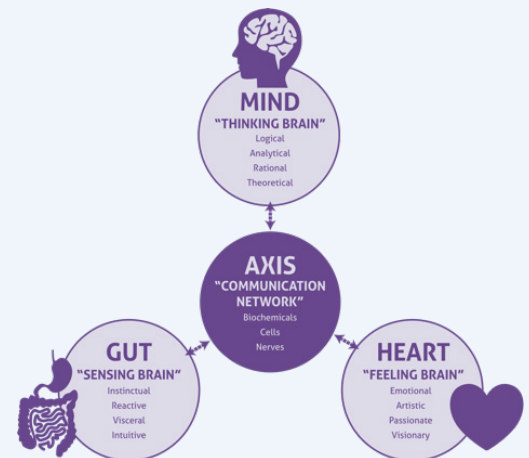 MIND
"THINKING BRAIN"
Logical
Analytical
Rational
Theoretical
AXIS
"COMMUNICATION
NETWORK"
Biochemicals
Cells
Nerves
GUT
"SENSING BRAIN"
Instinctual
Reactive
Visceral
Intuitive
HEART
"FEELING BRAIN"
Emotional
Artistic
Passionate
Visionary